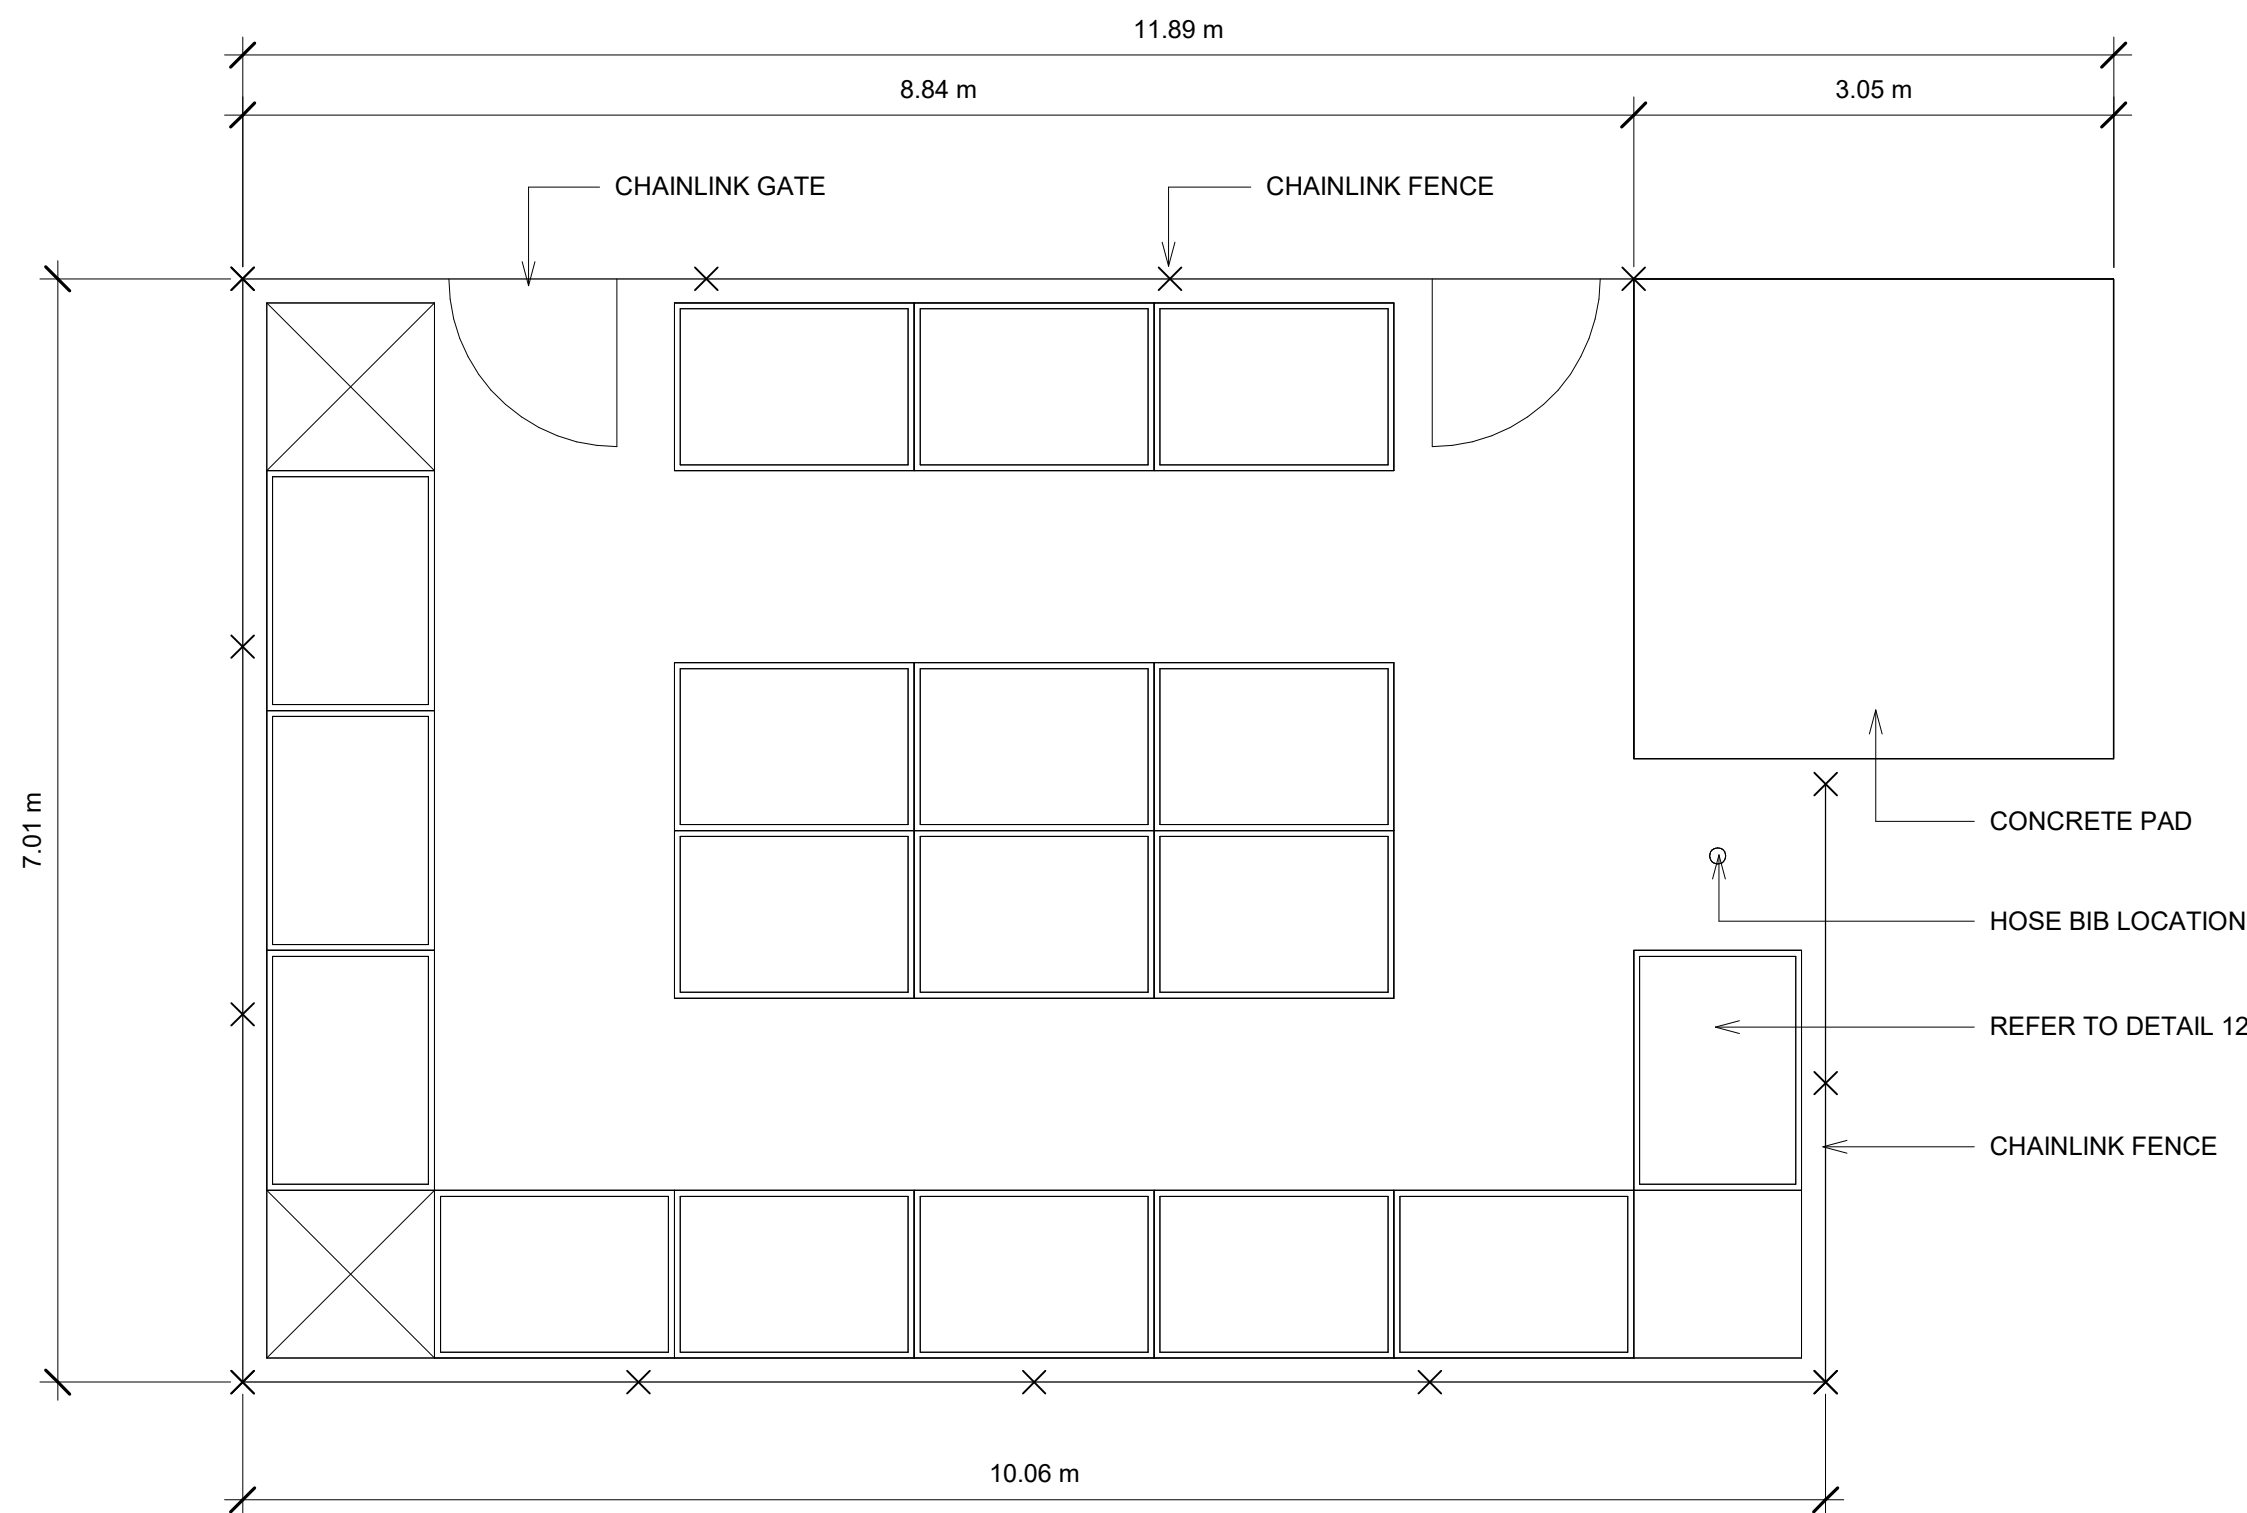 11.89 m
8.84 m
3.05 m
CHAINLINK GATE
CHAINLINK FENCE
7.01 m
CONCRETE PAD
HOSE BIB LOCATION
REFER TO DETAIL 12
CHAINLINK FENCE
10.06 m